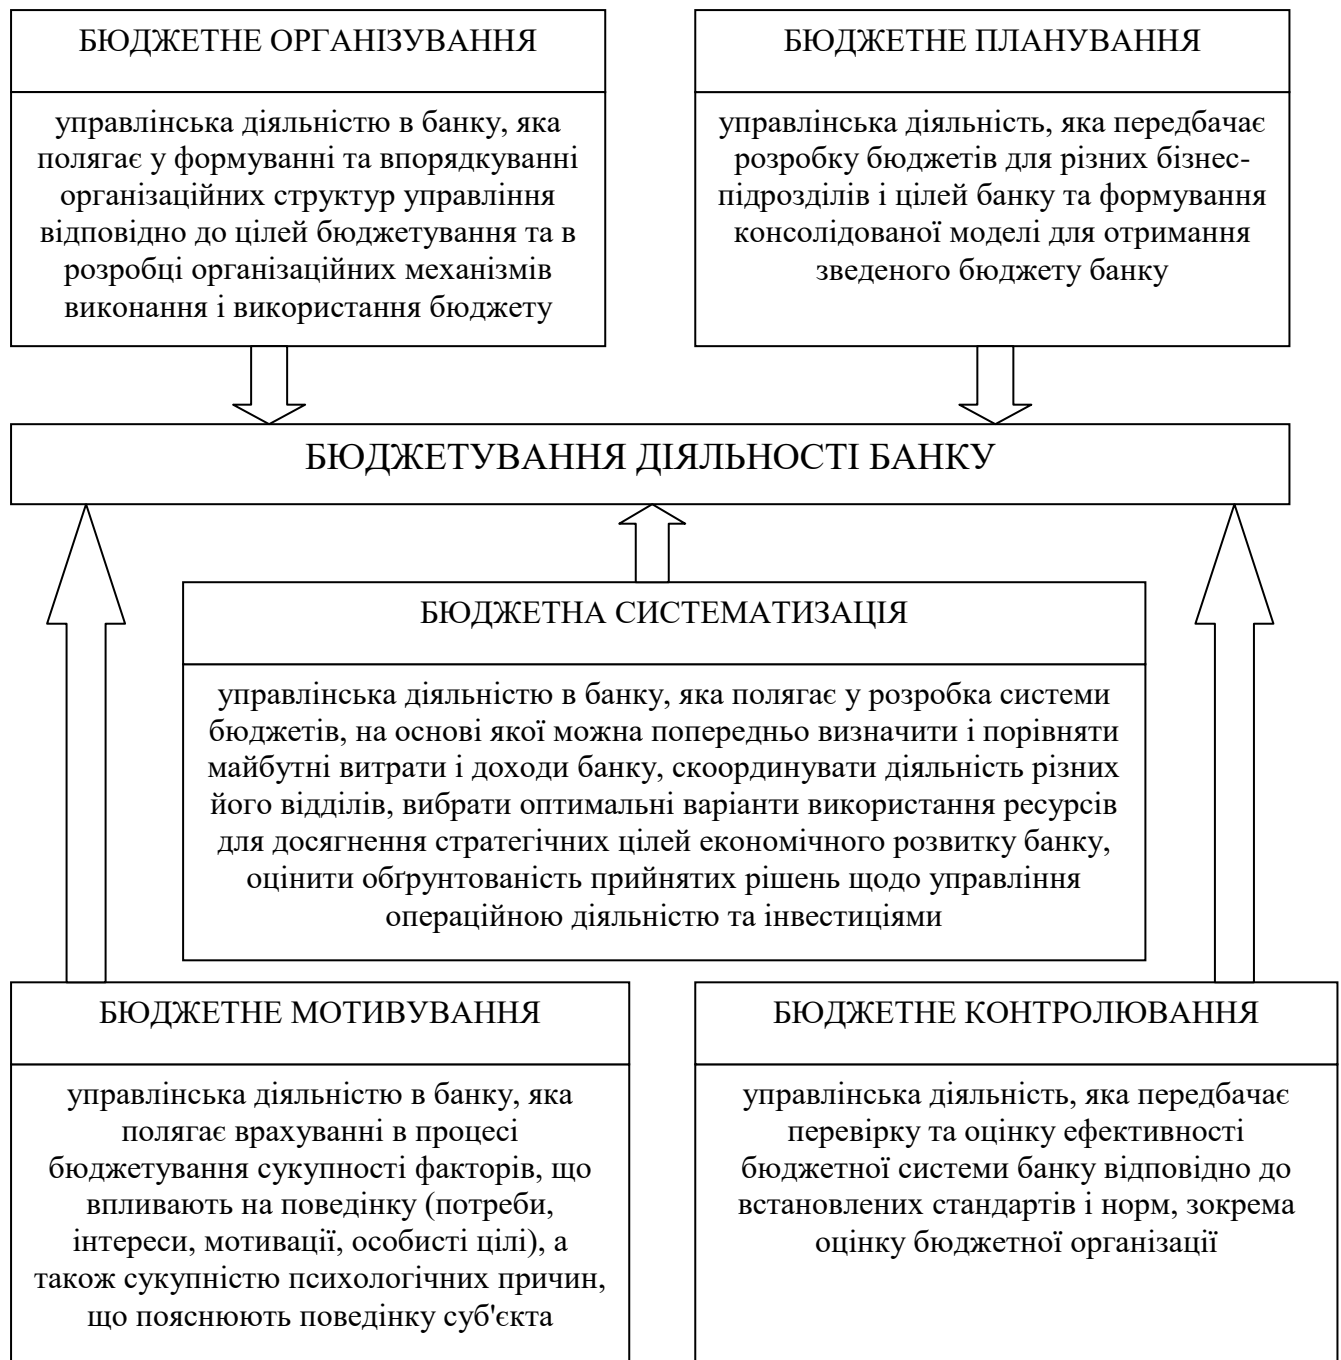 БЮДЖЕТНЕ ОРГАНІЗУВАННЯ
управлінська діяльністю в банку, яка
полягає у формуванні та впорядкуванні
організаційних структур управління
відповідно до цілей бюджетування та в
розробці організаційних механізмів
виконання і використання бюджету
БЮДЖЕТНЕ ПЛАНУВАННЯ
управлінська діяльність, яка передбачає
розробку бюджетів для різних бізнес-
підрозділів і цілей банку та формування
консолідованої моделі для отримання
зведеного бюджету банку
БЮДЖЕТУВАННЯ ДІЯЛЬНОСТІ БАНКУ
БЮДЖЕТНА СИСТЕМАТИЗАЦІЯ
управлінська діяльністю в банку, яка полягає у розробка системи
бюджетів, на основі якої можна попередньо визначити і порівняти
майбутні витрати і доходи банку, скоординувати діяльність різних
його відділів, вибрати оптимальні варіанти використання ресурсів
для досягнення стратегічних цілей економічного розвитку банку,
оцінити обґрунтованість прийнятих рішень щодо управління
операційною діяльністю та інвестиціями
БЮДЖЕТНЕ МОТИВУВАННЯ
управлінська діяльністю в банку, яка
полягає врахуванні в процесі
бюджетування сукупності факторів, що
впливають на поведінку (потреби,
інтереси, мотивації, особисті цілі), а
також сукупністю психологічних причин,
що пояснюють поведінку суб'єкта
БЮДЖЕТНЕ КОНТРОЛЮВАННЯ
управлінська діяльність, яка передбачає
перевірку та оцінку ефективності
бюджетної системи банку відповідно до
встановлених стандартів і норм, зокрема
оцінку бюджетної організації